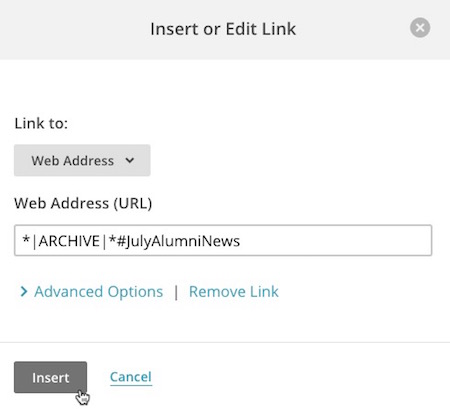 Insert or Edit Link
Link to:
Web Address
Web Address (URL)
*|ARCHIVE|*#JulyAlumniNews
Advanced Options | Remove Link
Insert Cancel